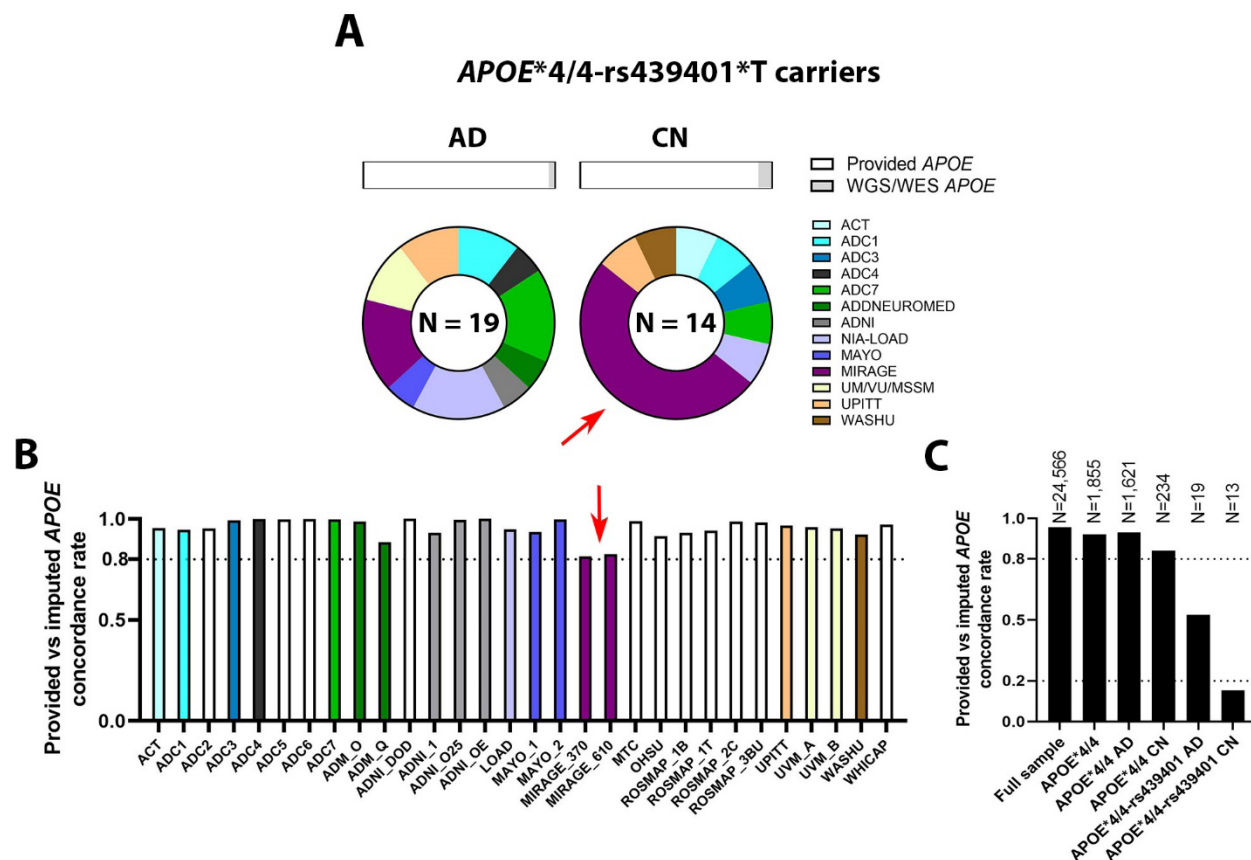 A
APOE*4/4-rs439401*T carriers
AD
CN
Provided APOE
WGS/WES APOE
N = 19
N = 14
ACT
ADC1
ADC3
ADC4
ADC7
ADDNEUROMED
ADNI
NIA-LOAD
MAYO
MIRAGE
UM/VU/MSSM
UPITT
WASHU
B
Provided vs imputed APOE
concordance rate
1.0
0.8
0.5
0.0
ACT
ADC1
ADC2
ADC3
ADC4
ADC5
ADC6
ADC7
ADM_O
ADM_Q
ADNI_DOD
ADNI_1
ADNI_O25
ADNI_OE
LOAD
MAYO_1
MAYO_2
MIRAGE_370
MIRAGE_610
MTC
OHSU
ROSMAP_1B
ROSMAP_1T
ROSMAP_2C
ROSMAP_3BU
UPITT
UVM_A
UVM_B
WASHU
WHICAP
C
Provided vs imputed APOE
concordance rate
1.0
0.8
0.5
0.2
0.0
N=24,566
N=1,855
N=1,621
N=234
N=19
N=13
Full sample
APOE*4/4
APOE*4/4 AD
APOE*4/4 CN
APOE*4/4-rs439401 AD
APOE*4/4-rs439401 CN